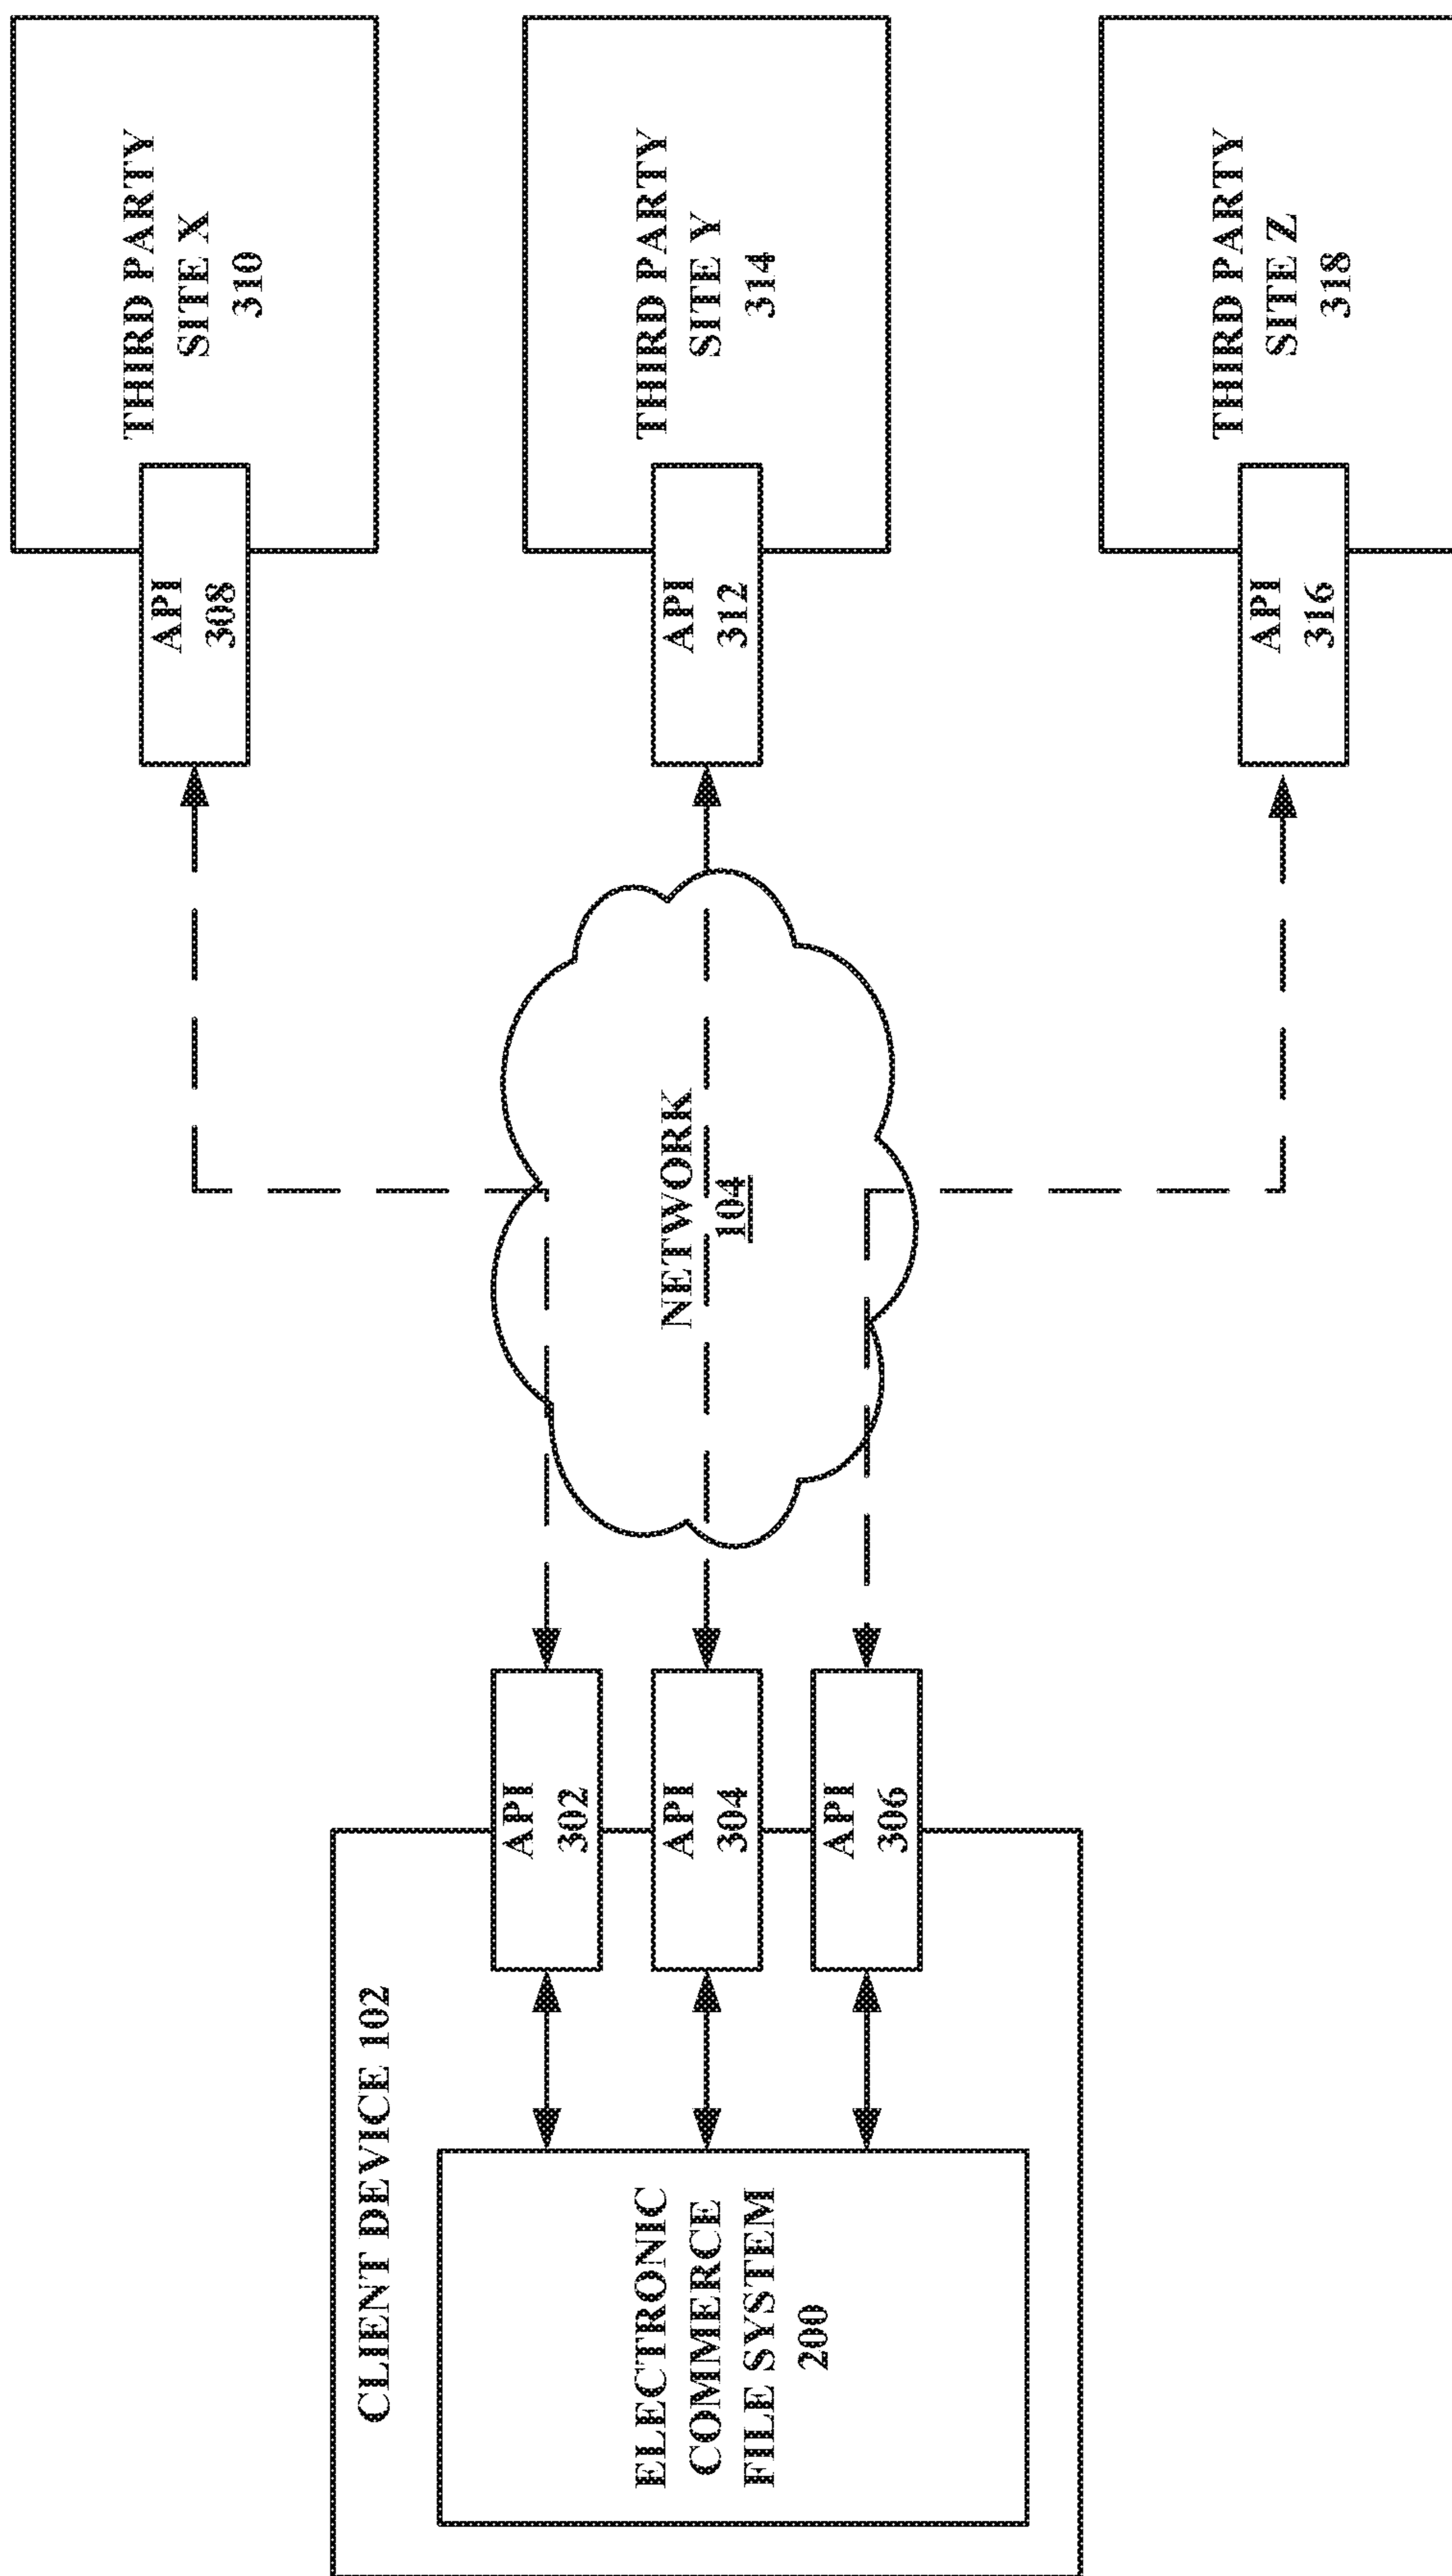 CLIENT DEVICE 102
ELECTRONIC
COMMERCE
FILE SYSTEM
200
API
302
API
304
API
306
NETWORK
104
API
308
THIRD PARTY
SITE X
310
API
312
THIRD PARTY
SITE Y
314
API
316
THIRD PARTY
SITE Z
318